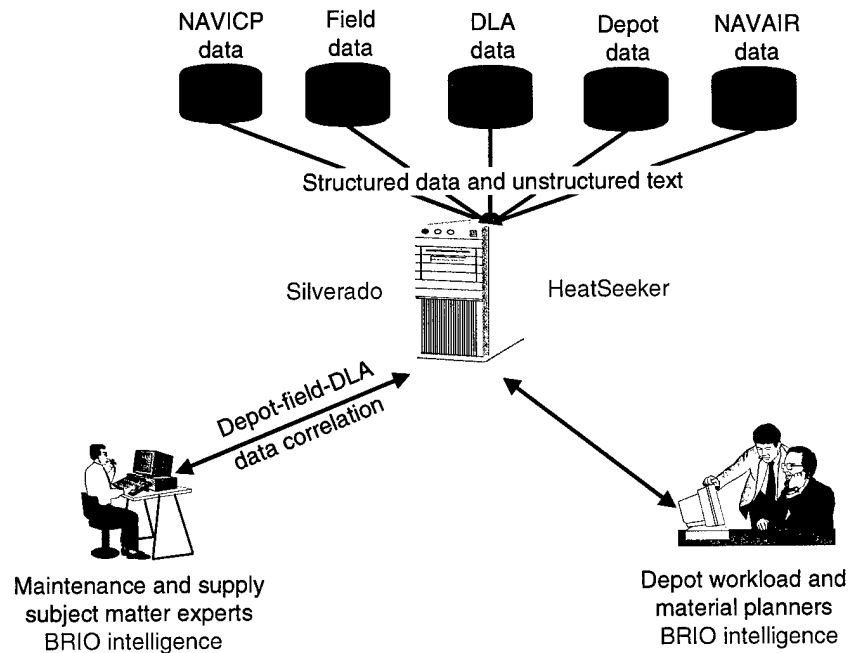 NAVICP
data
Field
data
DLA
data
Depot
data
NAVAIR
data
Structured data and unstructured text
Silverado
HeatSeeker
Depot-field-DLA
data correlation
Maintenance and supply
subject matter experts
BRIO intelligence
Depot workload and
material planners
BRIO intelligence